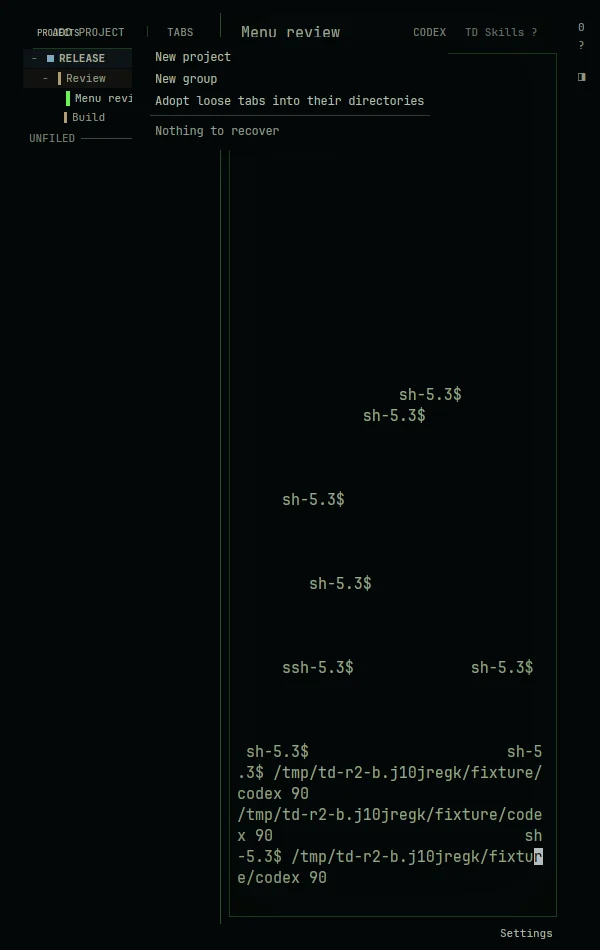 PROJECTS ADD PROJECT | TABS Menu review CODEX TD Skills ? 0
?
New project
- RELEASE
- Review
New group
Menu revi
Adopt loose tabs into their directories
Build
Nothing to recover
UNFILED
sh-5.3$
sh-5.3$
sh-5.3$
sh-5.3$
ssh-5.3$ sh-5.3$
sh-5.3$ sh-5
.3$ /tmp/td-r2-b.j10jregk/fixture/
codex 90
/tmp/td-r2-b.j10jregk/fixture/code
x 90 sh
-5.3$ /tmp/td-r2-b.j10jregk/fixtur
e/codex 90
Settings